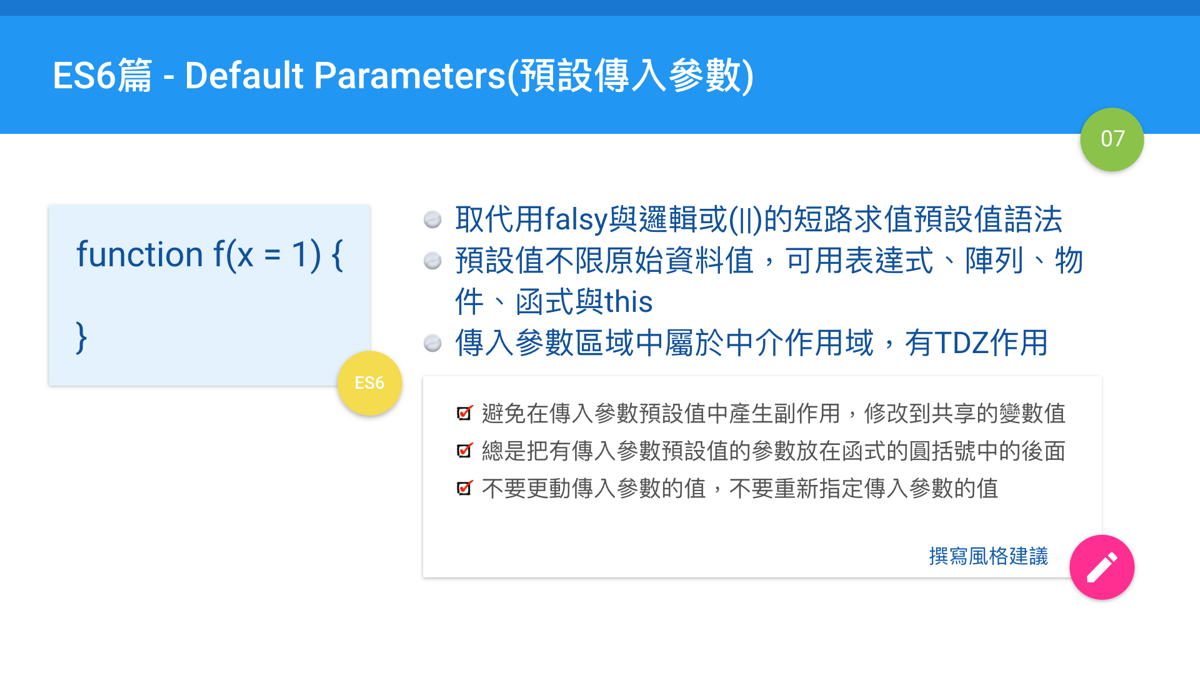 ES6篇 - Default Parameters(預設傳入參數)
07
function f(x = 1) {
}
ES6
取代用falsy與邏輯或(||)的短路求值預設值語法
預設值不限原始資料值，可用表達式、陣列、物
件、函式與this
傳入參數區域中屬於中介作用域，有TDZ作用
避免在傳入參數預設值中產生副作用，修改到共享的變數值
總是把有傳入參數預設值的參數放在函式的圓括號中的後面
不要更動傳入參數的值，不要重新指定傳入參數的值
撰寫風格建議